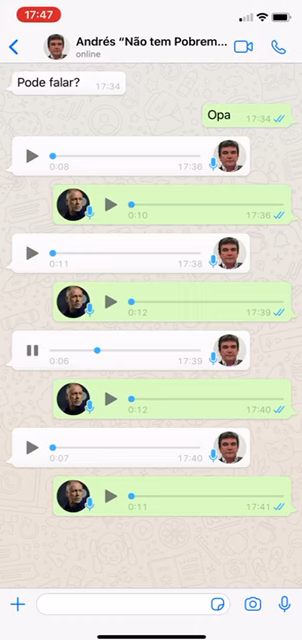 17:47
Andrés “Não tem Pobrem...
online
Pode falar? 17:34
Opa 17:34
0:08 17:36
0:10 17:36
0:11 17:38
0:12 17:39
0:06 17:39
0:12 17:40
0:07 17:40
0:11 17:41